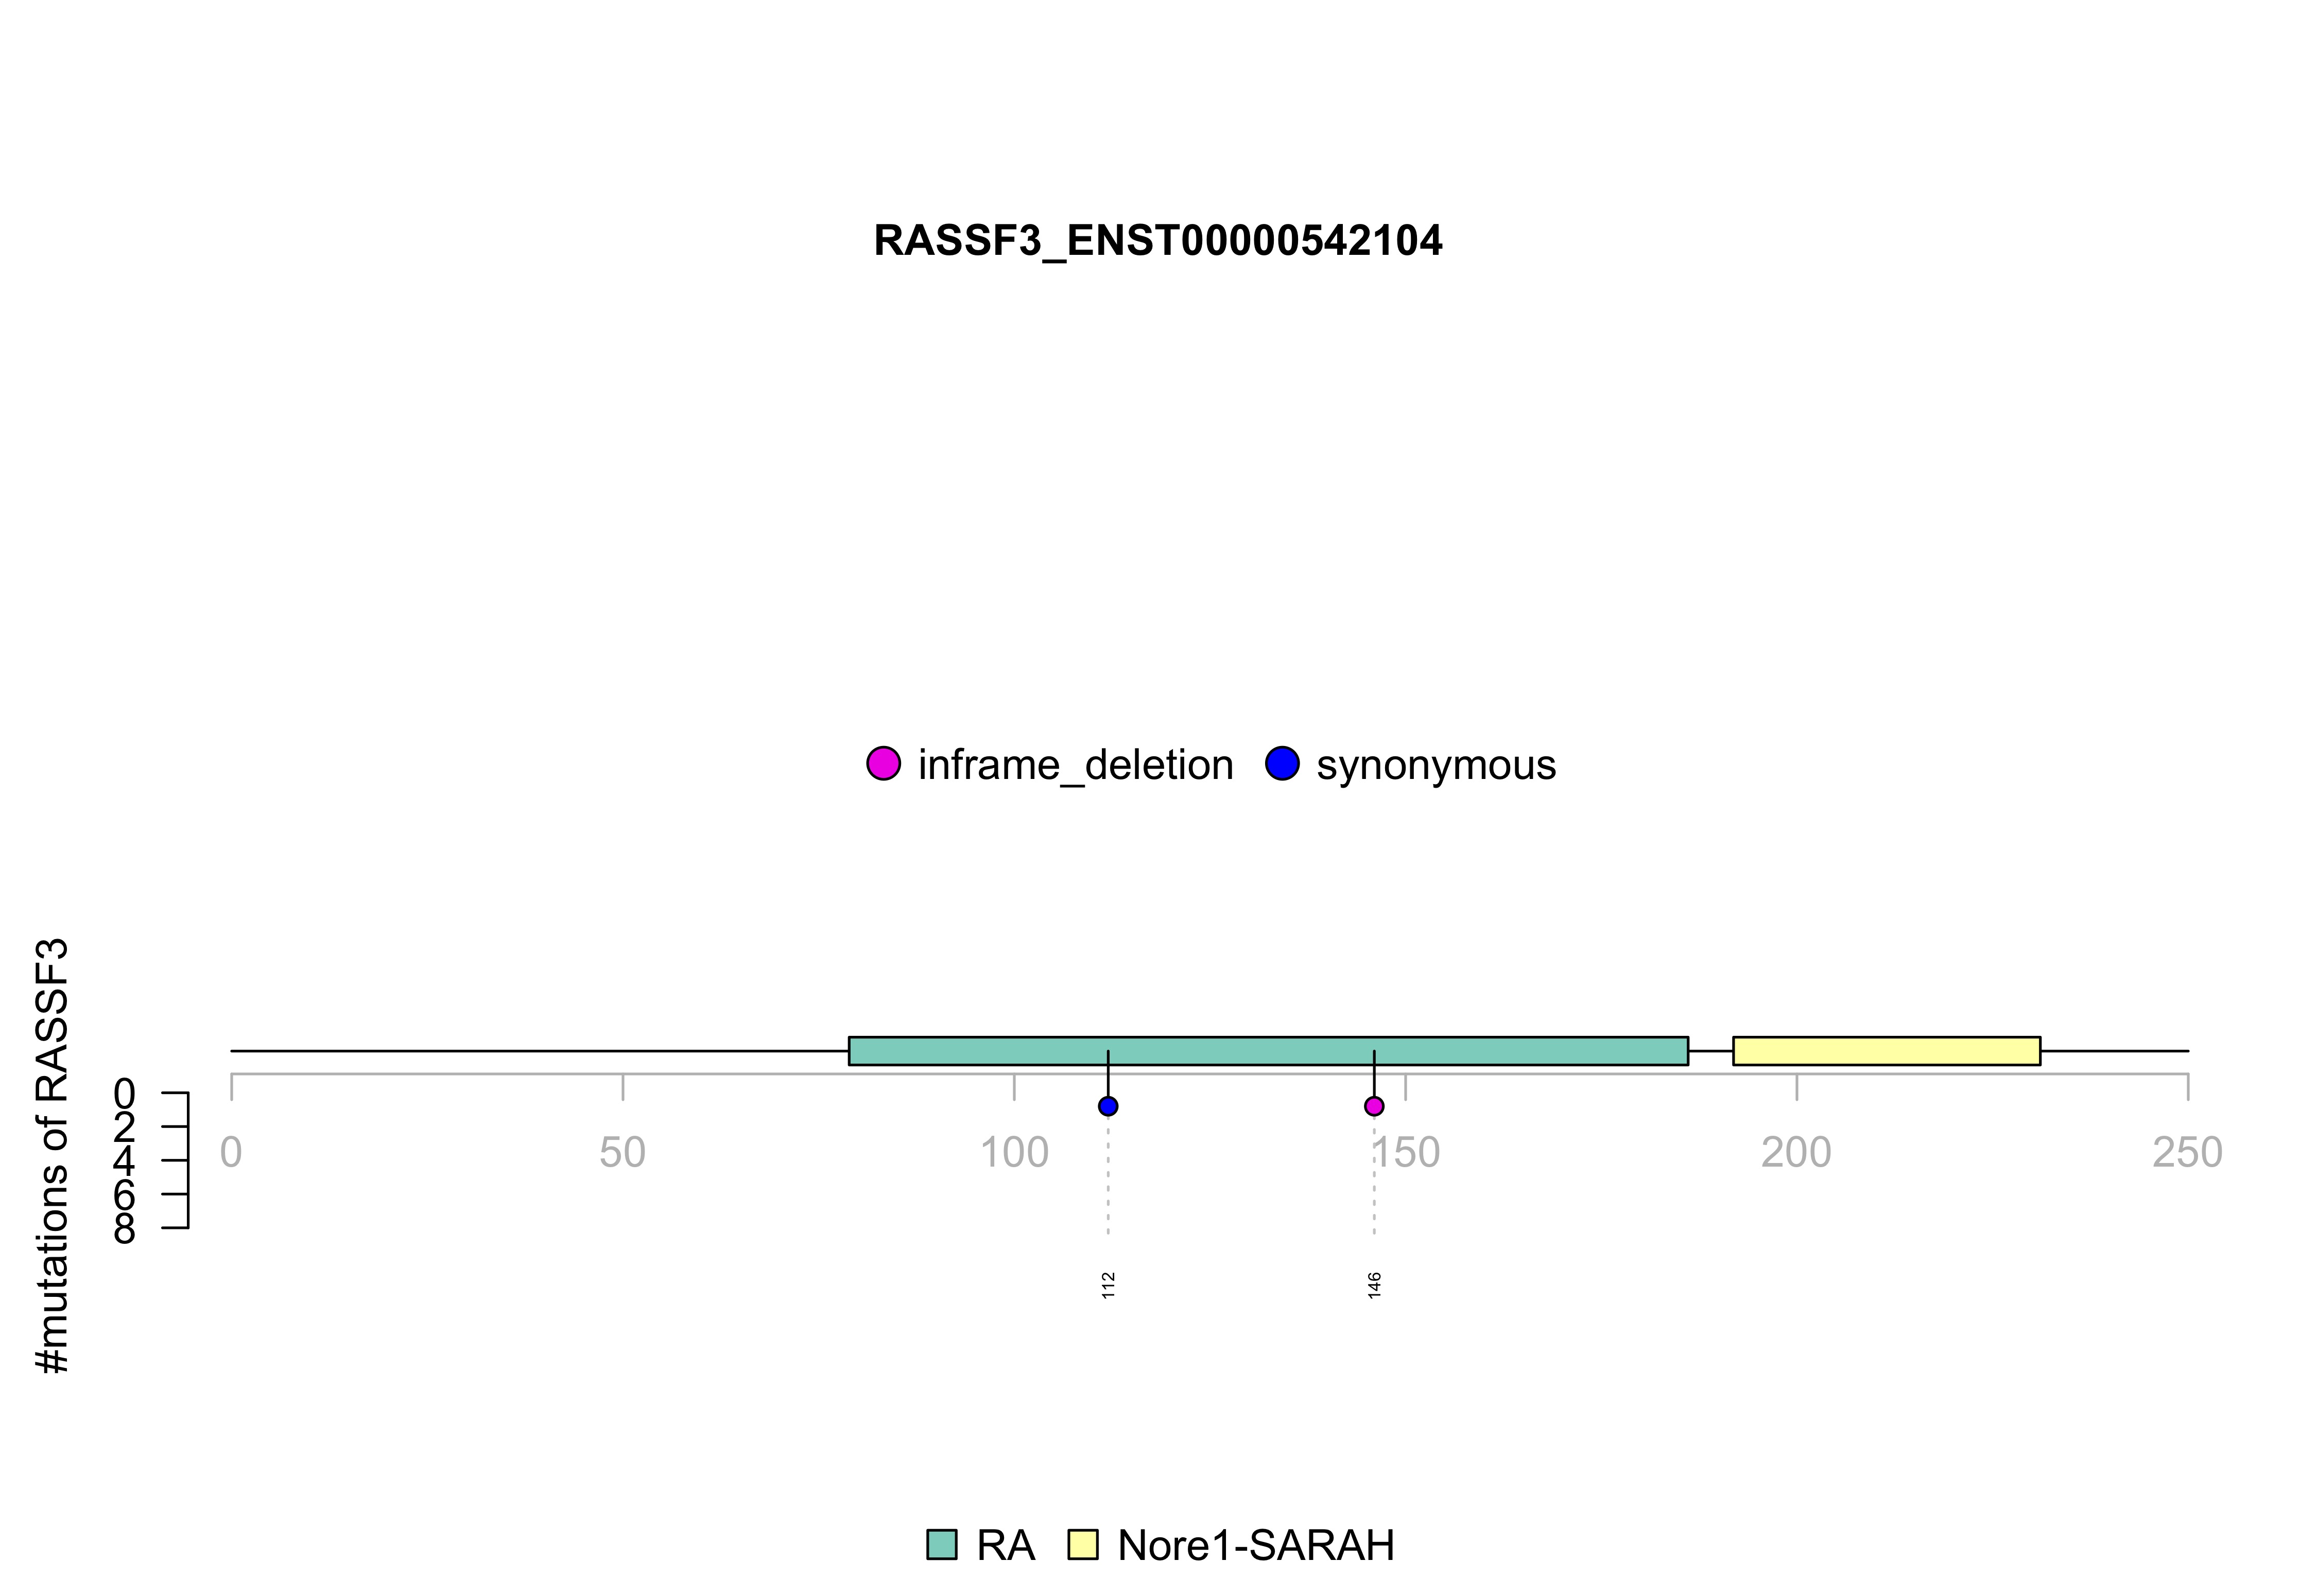 RASSF3_ENST00000542104
inframe_deletion synonymous
#mutations of RASSF3
0
2
4
6
8
0 50 100 150 200 250
112 146
RA Nore1-SARAH